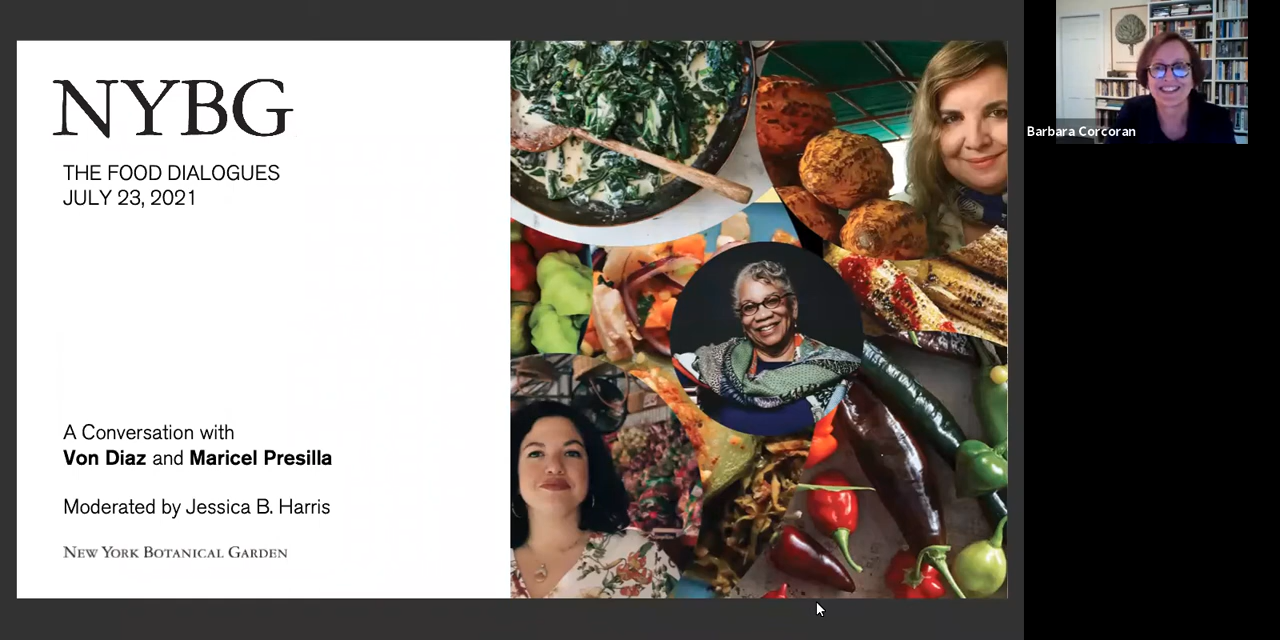 NYBG
THE FOOD DIALOGUES
JULY 23, 2021
A Conversation with
Von Diaz and Maricel Presilla
Moderated by Jessica B. Harris
NEW YORK BOTANICAL GARDEN
Barbara Corcoran